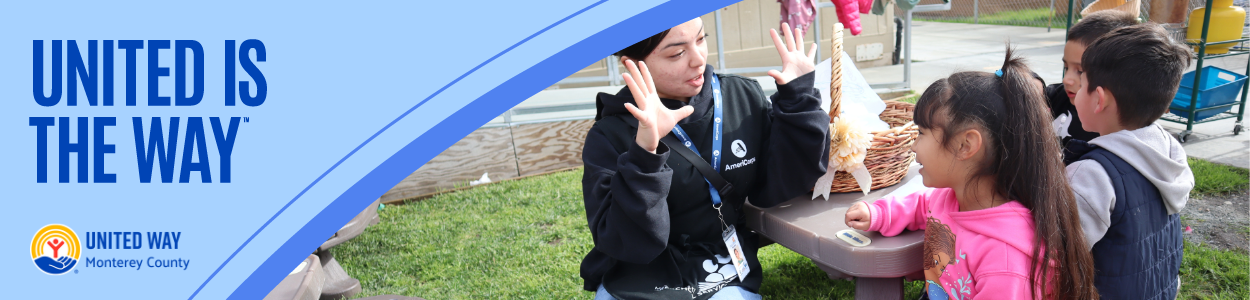 UNITED IS
THE WAY™
UNITED WAY
Monterey County
®
AmeriCorps